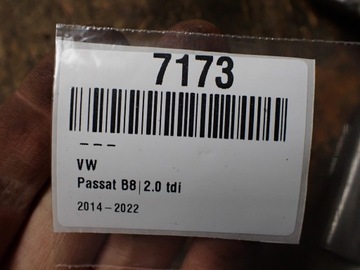 7173
- - -
VW
Passat B8|2.0 tdi
2014-2022